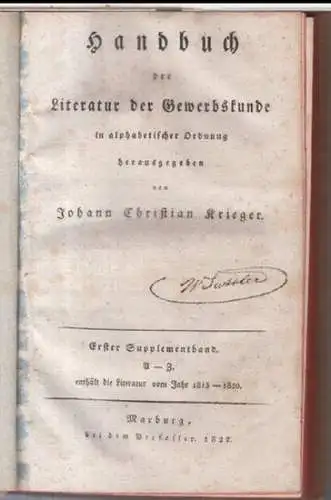 Handbuch
der
Literatur der Gewerbskunde
in alphabetischer Ordnung
herausgegeben
von
Johann Christian Krieger.
Erster Supplementband.
A — Z.
enthält die Literatur vom Jahr 1815 — 1820.
Marburg,
bei dem Verfasser. 1822.